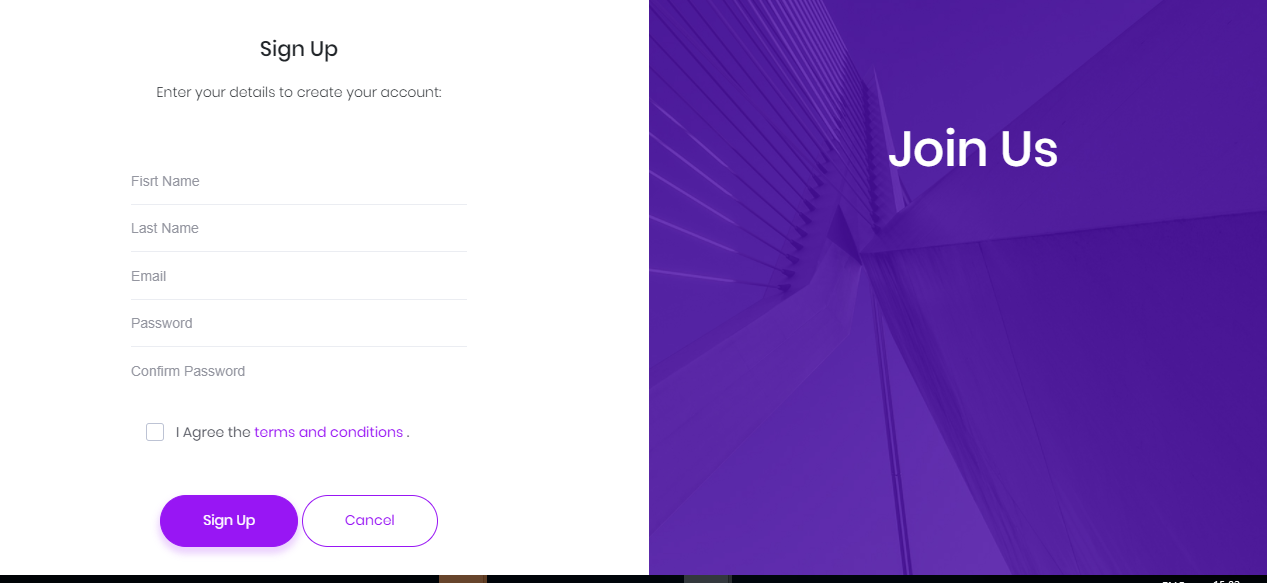 Sign Up
Enter your details to create your account:
Fisrt Name
Last Name
Email
Password
Confirm Password
I Agree the terms and conditions .
Sign Up
Cancel
Join Us